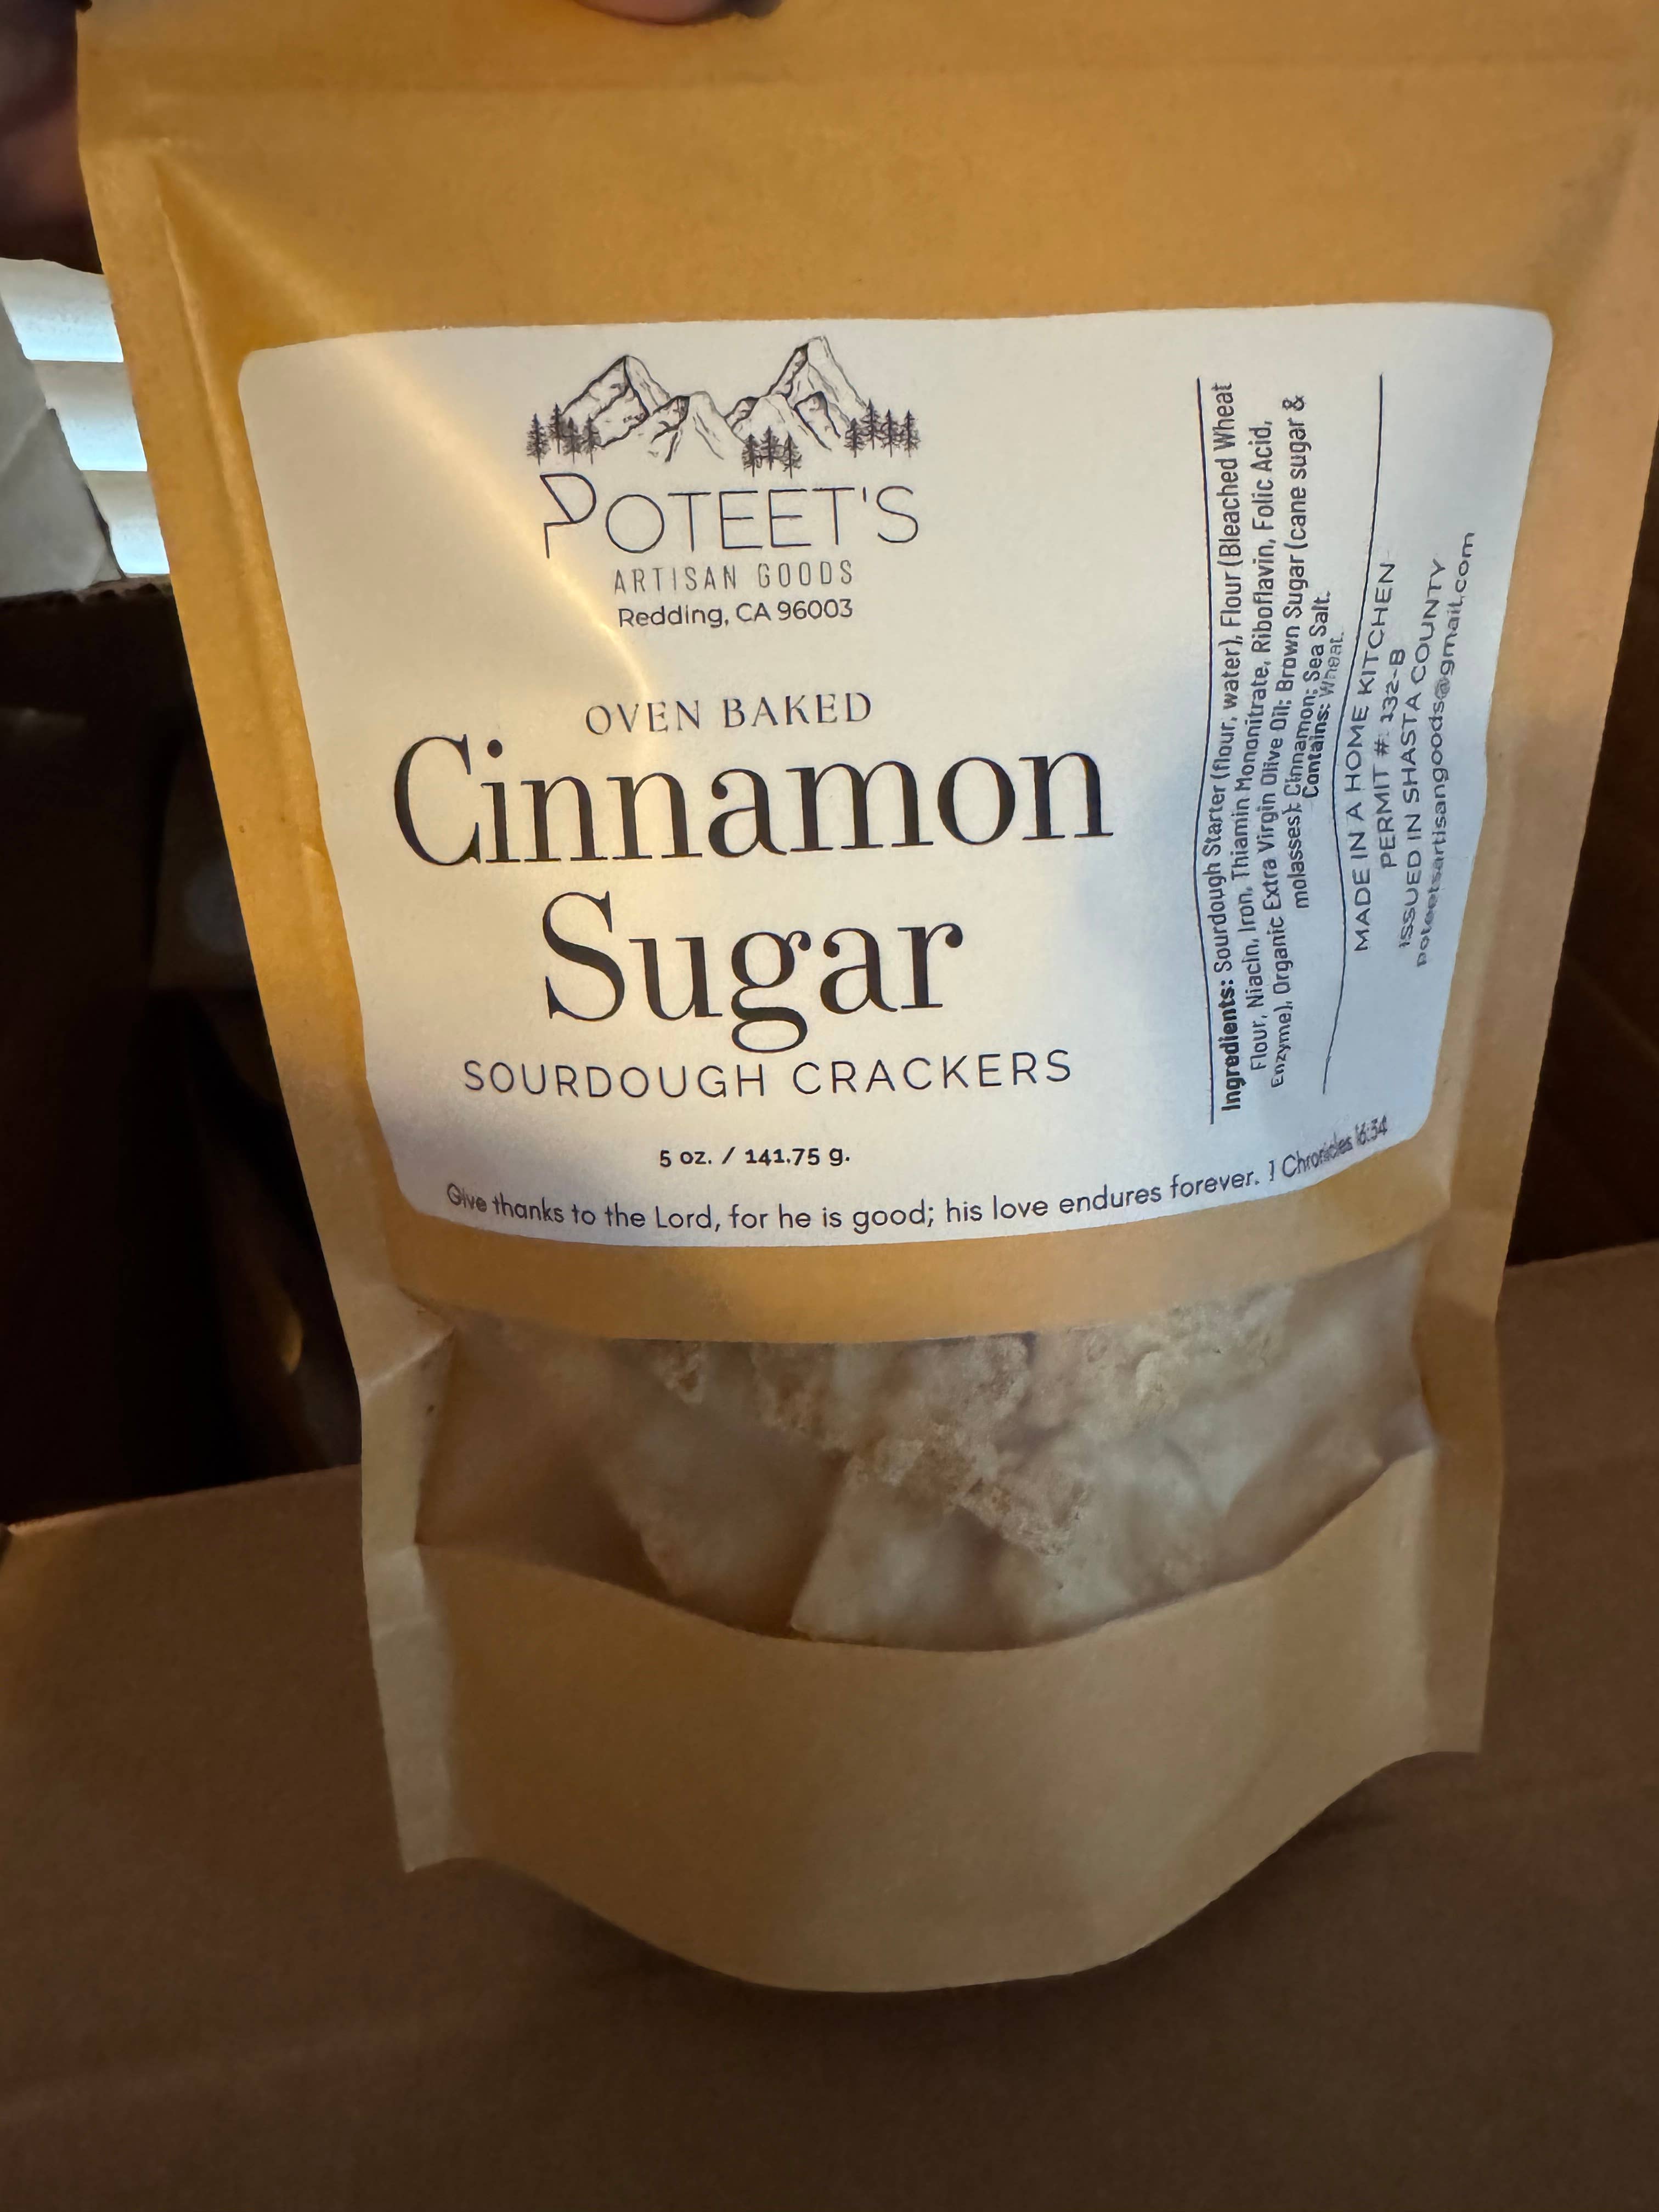 POTEET'S
ARTISAN GOODS
Redding, CA 96003
OVEN BAKED
Cinnamon
Sugar
SOURDOUGH CRACKERS
5 oz. / 141.75 g.
Give thanks to the Lord, for he is good; his love endures forever. 1 Chronicles 16:34
Ingredients: Sourdough Starter (flour, water), Flour (Bleached Wheat
Flour, Niacin, Iron, Thiamin Mononitrate, Riboflavin, Folic Acid,
Enzyme), Organic Extra Virgin Olive Oil; Brown Sugar (cane sugar &
molasses); Cinnamon; Sea Salt.
Contains: Wheat.
MADE IN A HOME KITCHEN
PERMIT #: 132-B
ISSUED IN SHASTA COUNTY
poteetsartisangoods@gmail.com